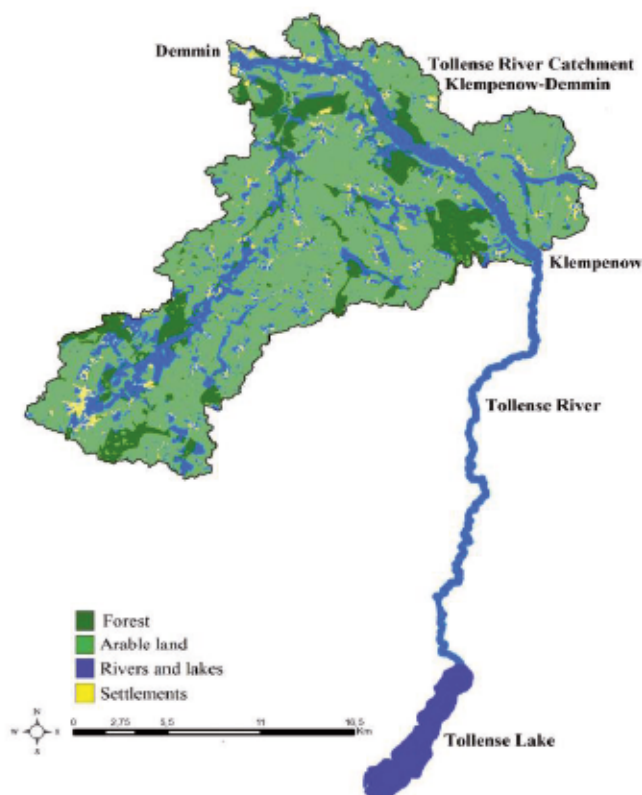 Demmin
Tollense River Catchment
Klempenow-Demmin
Klempenow
Tollense River
Forest
Arable land
Rivers and lakes
Settlements
N
W
S
0 2,75 5,5 11 16,5
Km
Tollense Lake